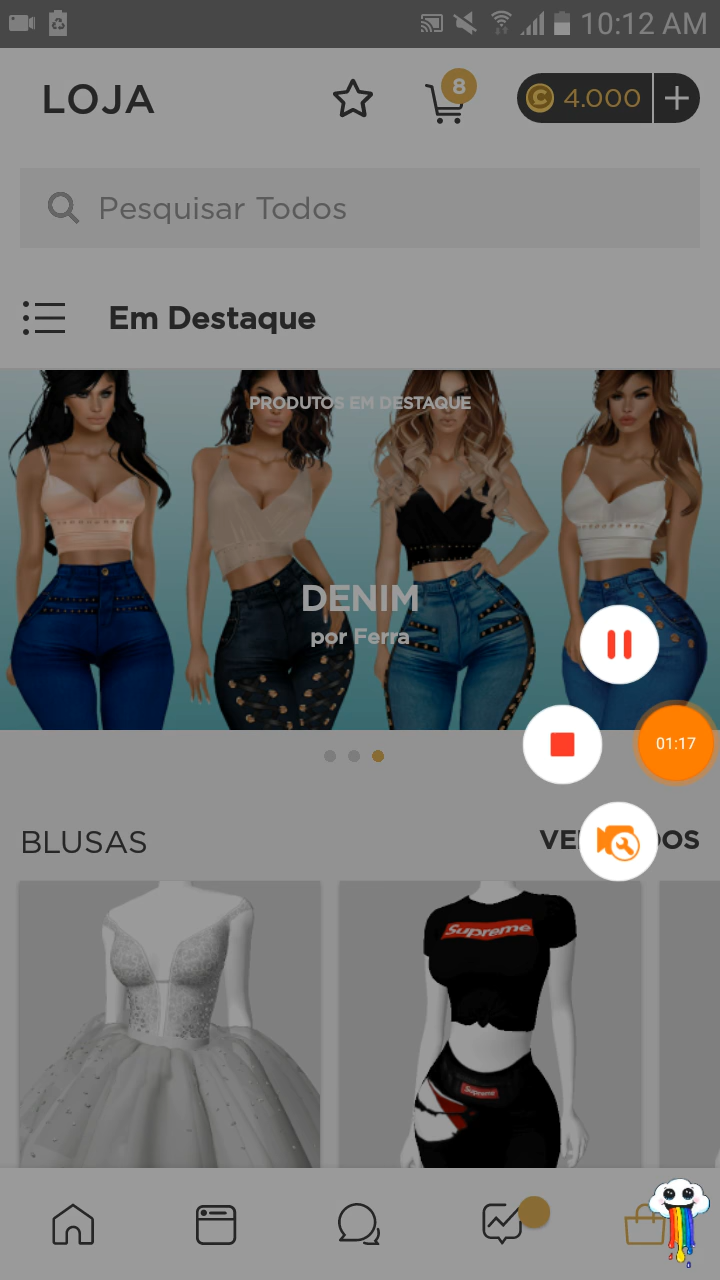 10:12 AM
LOJA
8
4.000
Pesquisar Todos
Em Destaque
PRODUTOS EM DESTAQUE
DENIM
por Ferra
01:17
BLUSAS
Supreme
Supreme